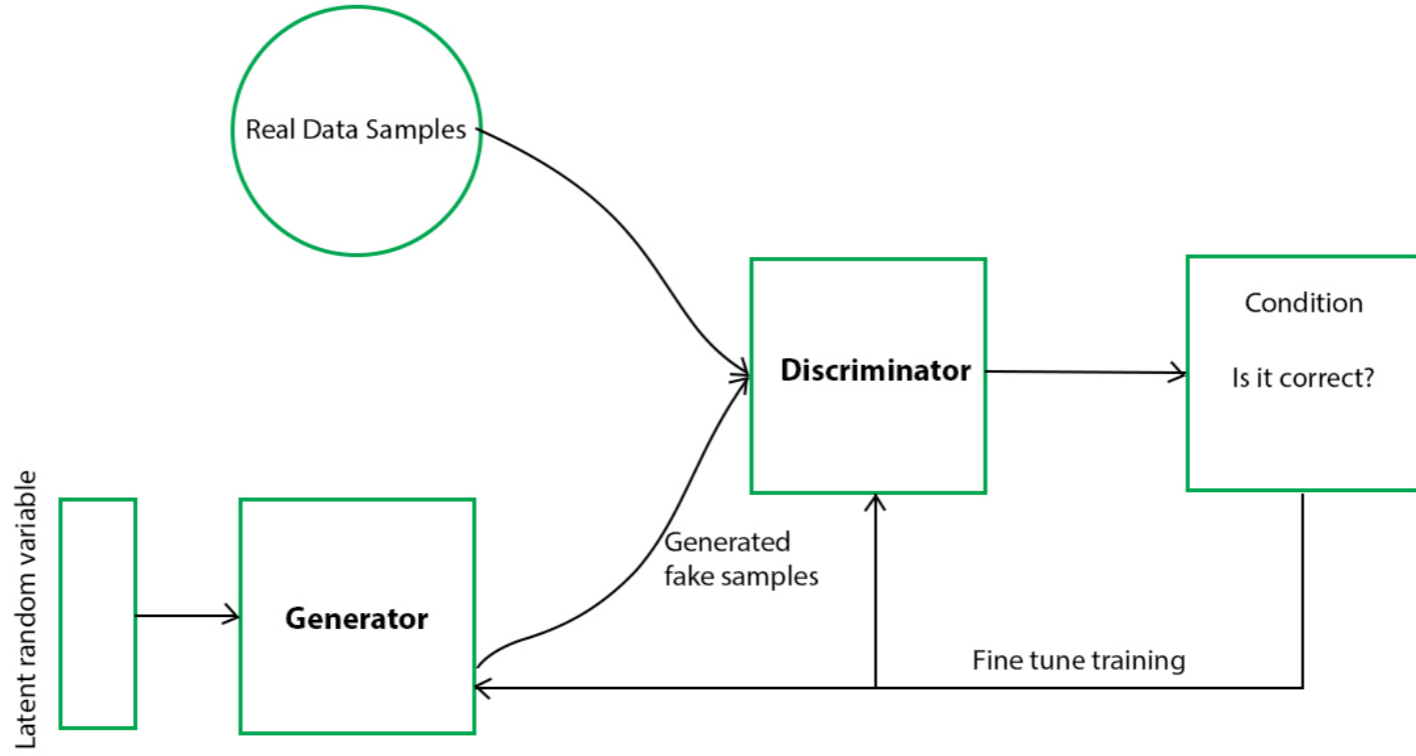 Real Data Samples
Condition
Is it correct?
Discriminator
Latent random variable
Generated
fake samples
Generator
Fine tune training